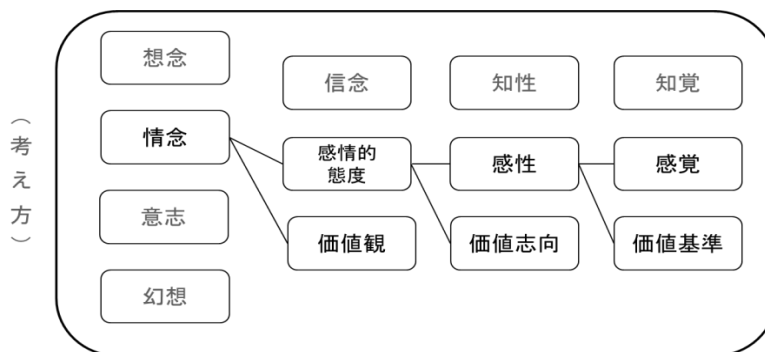 （考え方）
想念
情念
意志
幻想
信念
感情的
態度
価値観
知性
感性
価値志向
知覚
感覚
価値基準